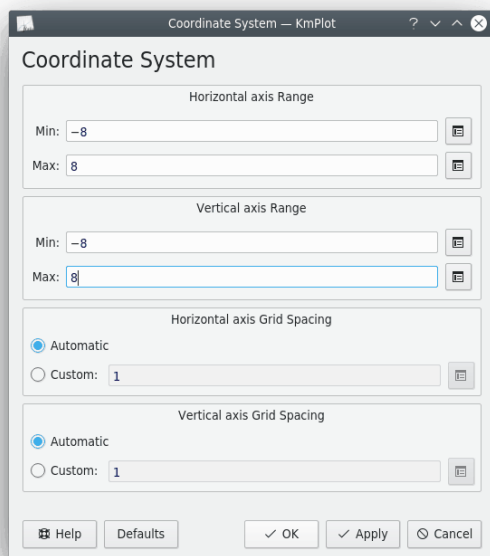 Coordinate System — KmPlot
Coordinate System
Horizontal axis Range
Min: −8
Max: 8
Vertical axis Range
Min: −8
Max: 8
Horizontal axis Grid Spacing
Automatic
Custom: 1
Vertical axis Grid Spacing
Automatic
Custom: 1
Help Defaults OK Apply Cancel